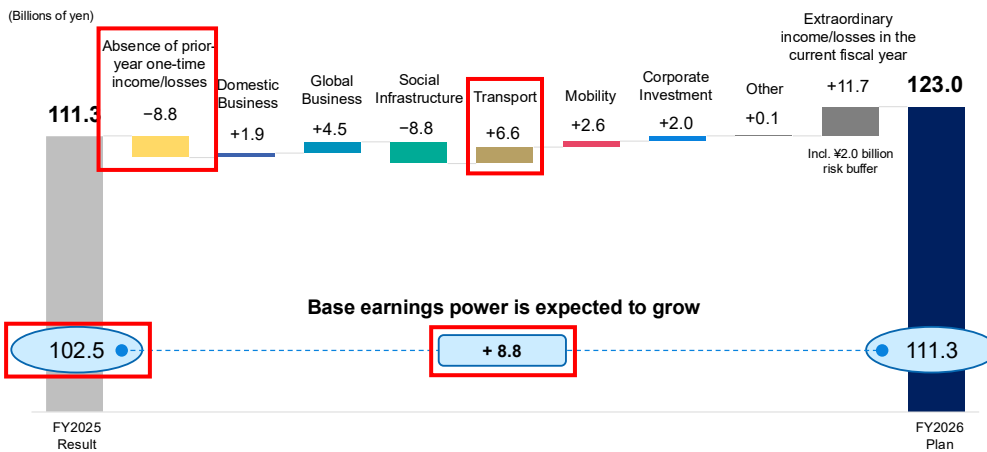 (Billions of yen)
Absence of prior-
year one-time
income/losses
−8.8
111.3
Domestic
Business
+1.9
Global
Business
+4.5
Social
Infrastructure
−8.8
Transport
+6.6
Mobility
+2.6
Corporate
Investment
+2.0
Other
+0.1
Extraordinary
income/losses in the
current fiscal year
+11.7
Incl. ¥2.0 billion
risk buffer
123.0
Base earnings power is expected to grow
102.5
+ 8.8
111.3
FY2025
Result
FY2026
Plan